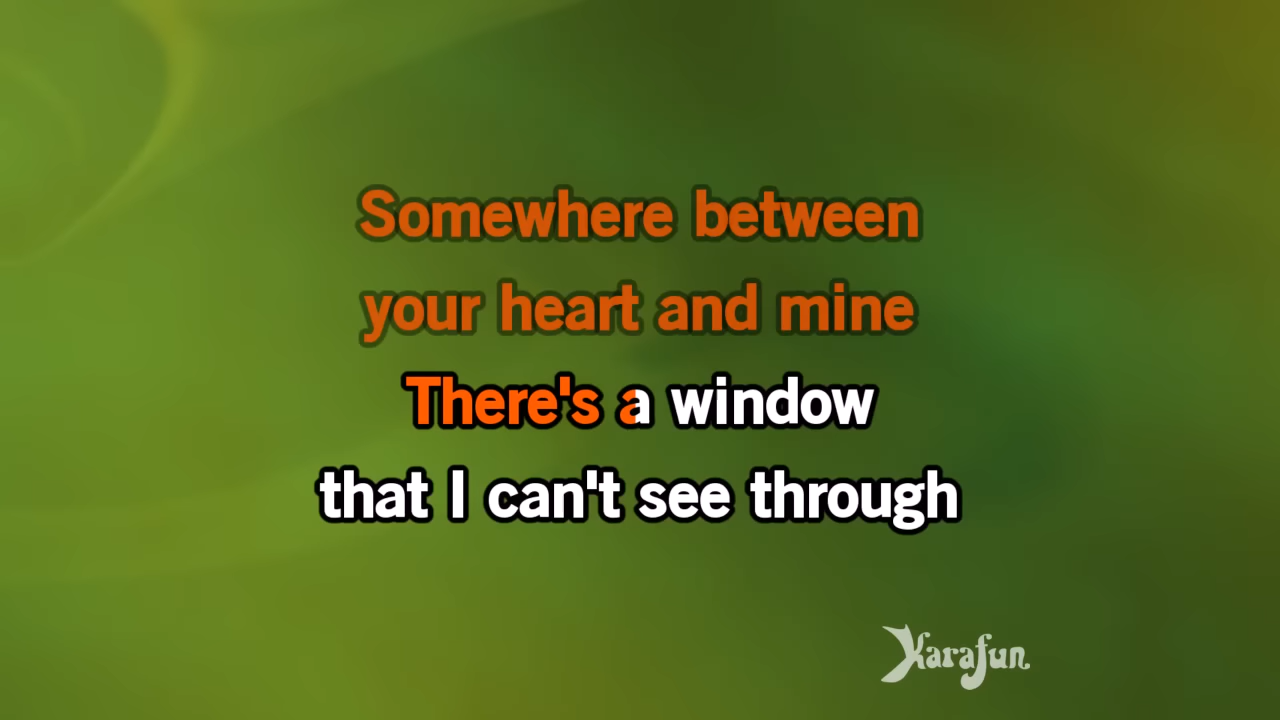 Somewhere between
your heart and mine
There's a window
that I can't see through
Karafun